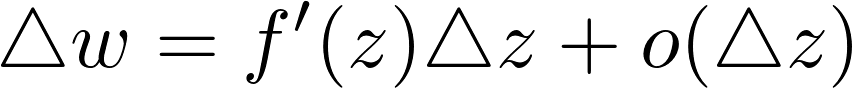 △w = f′(z)△z + o(△z)